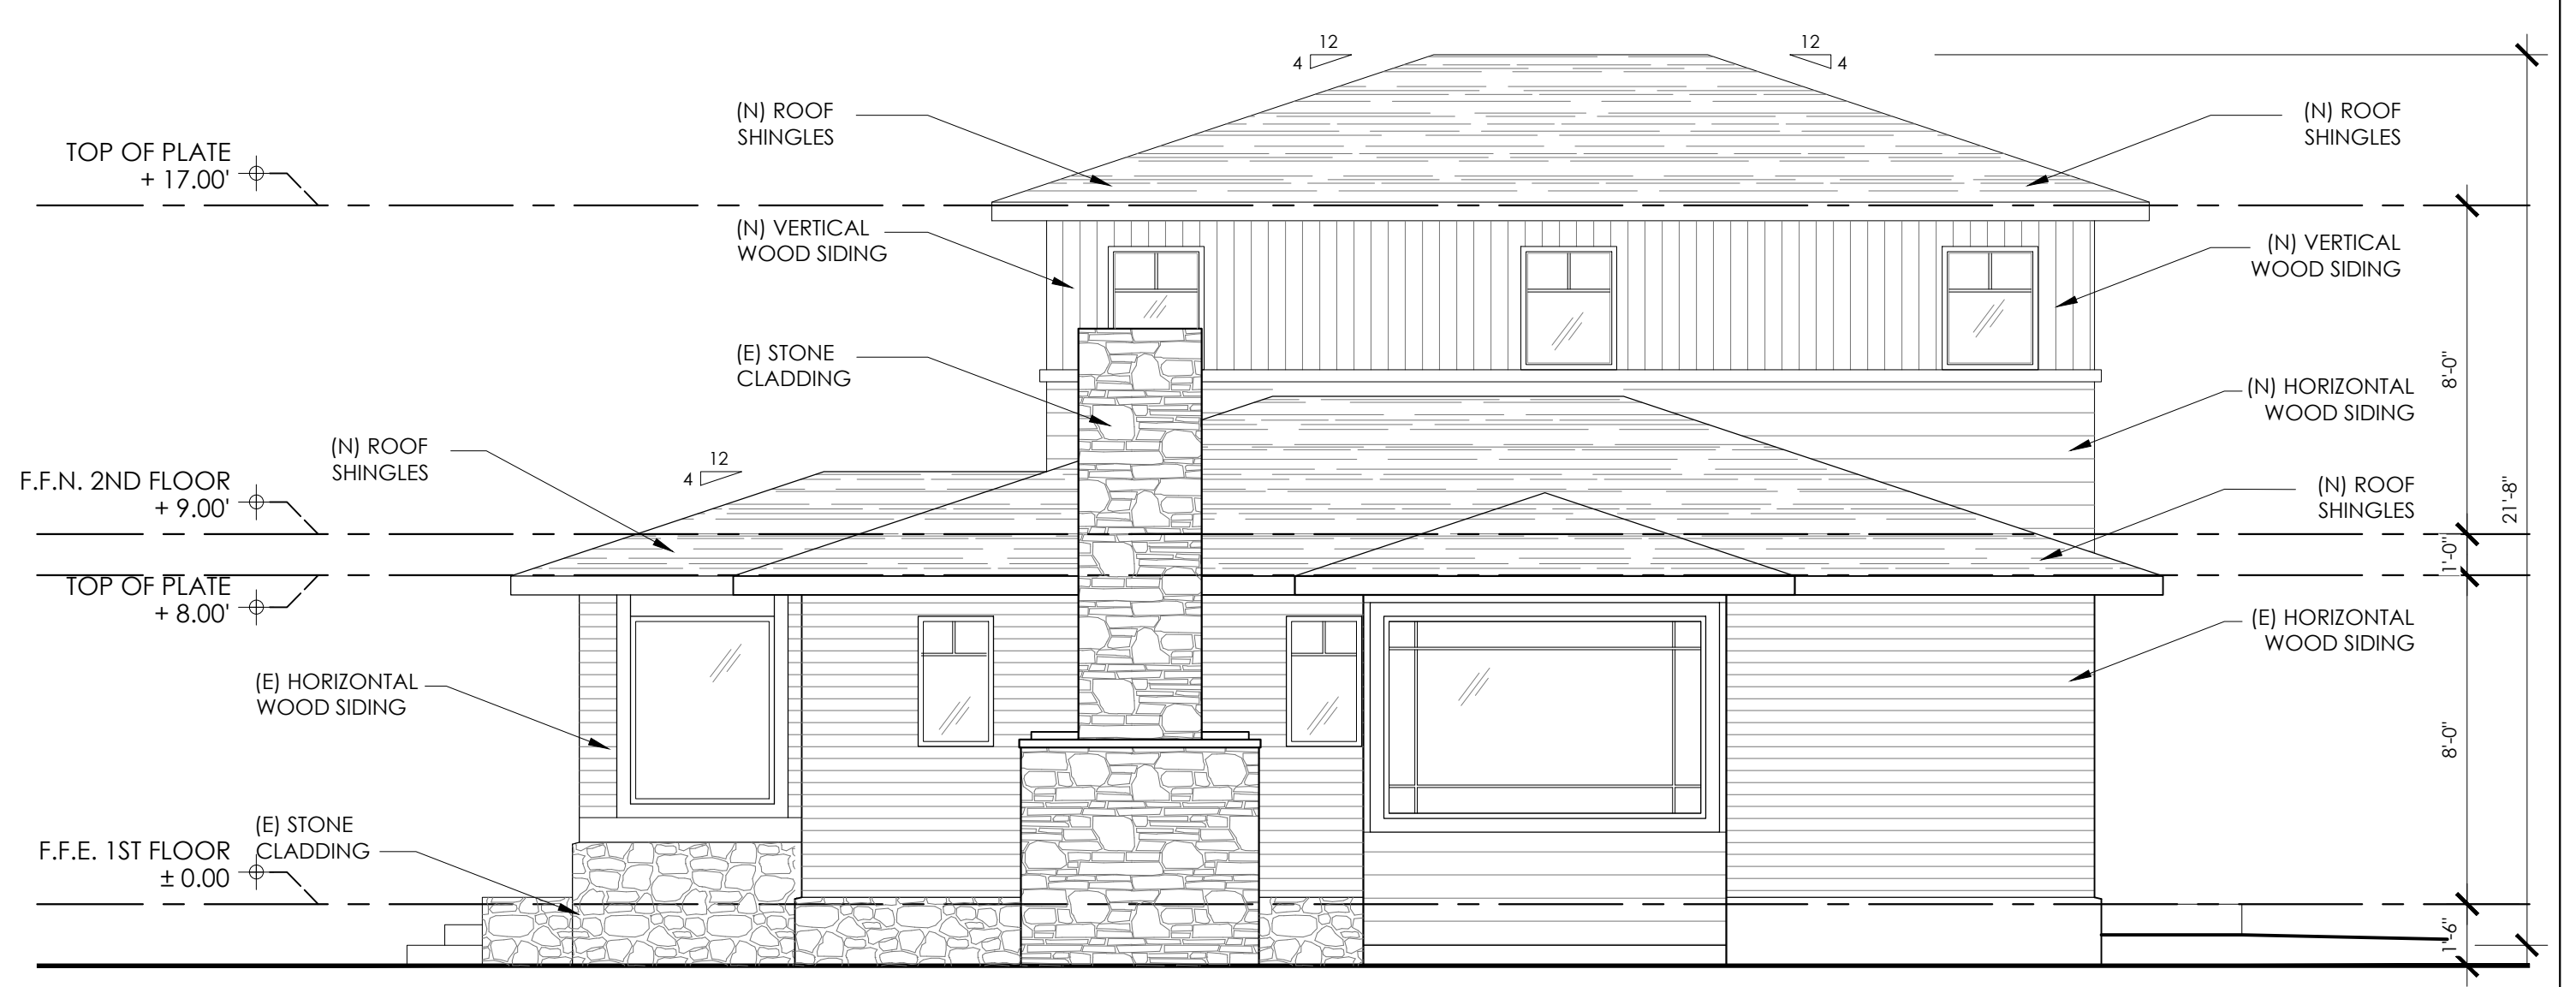 12
4
12
4
(N) ROOF
SHINGLES
(N) ROOF
SHINGLES
TOP OF PLATE
+ 17.00'
(N) VERTICAL
WOOD SIDING
(N) VERTICAL
WOOD SIDING
(E) STONE
CLADDING
8'-0"
(N) HORIZONTAL
WOOD SIDING
(N) ROOF
SHINGLES
12
4
F.F.N. 2ND FLOOR
+ 9.00'
(N) ROOF
SHINGLES
21'-8"
1'-0"
TOP OF PLATE
+ 8.00'
(E) HORIZONTAL
WOOD SIDING
(E) HORIZONTAL
WOOD SIDING
8'-0"
(E) STONE
CLADDING
F.F.E. 1ST FLOOR
± 0.00
1'-6"